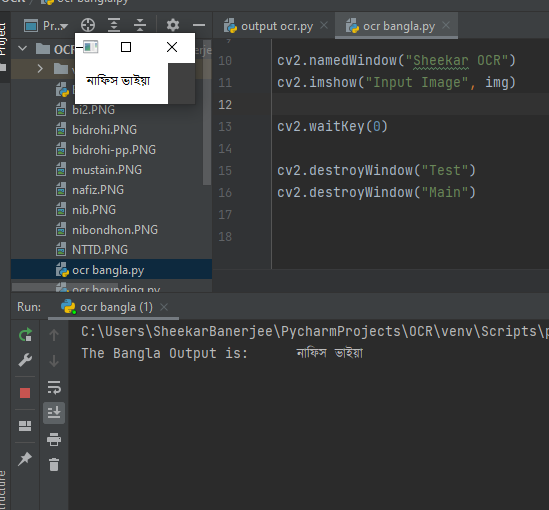 ocr bangla.py
Pr...
output ocr.py
ocr bangla.py
Project
OCR
নাফিস ভাইয়া
bi2.PNG
bidrohi.PNG
bidrohi-pp.PNG
mustain.PNG
nafiz.PNG
nib.PNG
nibondhon.PNG
NTTD.PNG
ocr bangla.py
ocr bounding.py
10 cv2.namedWindow("Sheekar OCR")
11 cv2.imshow("Input Image", img)
12
13 cv2.waitKey(0)
14
15 cv2.destroyWindow("Test")
16 cv2.destroyWindow("Main")
17
18
Run: ocr bangla (1)
C:\Users\SheekarBanerjee\PycharmProjects\OCR\venv\Scripts\p
The Bangla Output is: নাফিস ভাইয়া